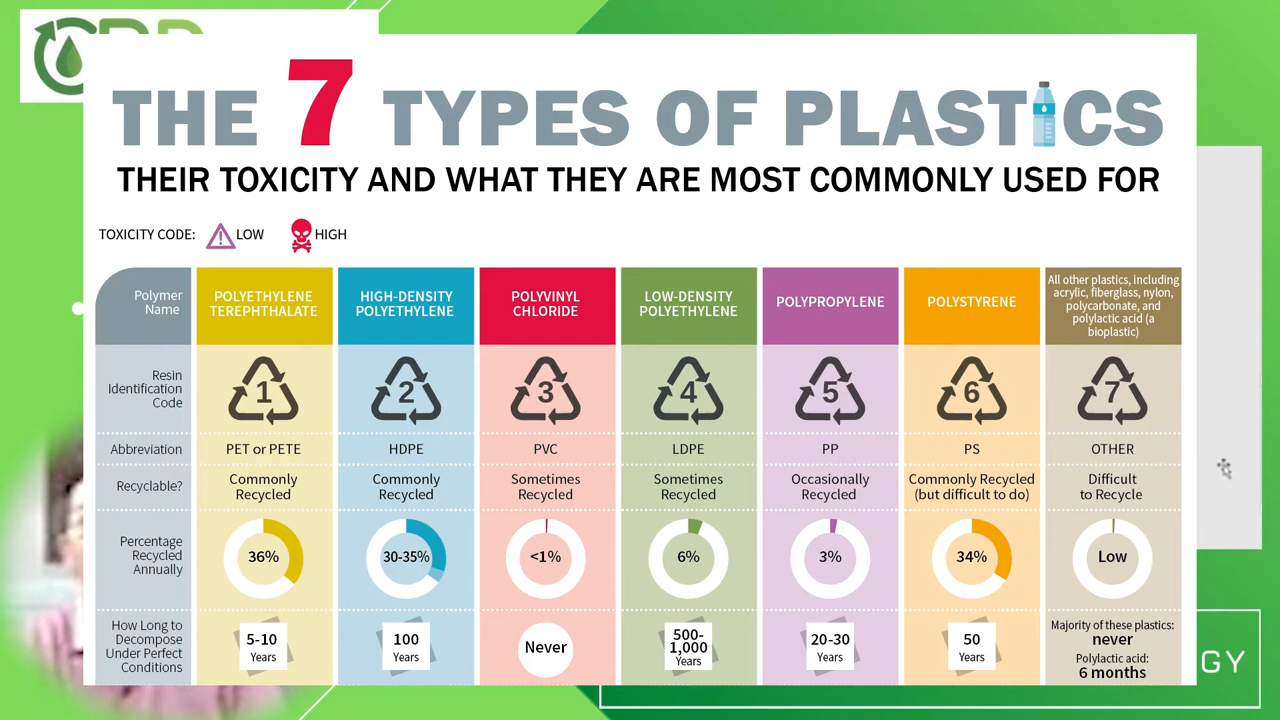 THE 7 TYPES OF PLASTICS
THEIR TOXICITY AND WHAT THEY ARE MOST COMMONLY USED FOR
TOXICITY CODE: LOW HIGH
Polymer
Name
POLYETHYLENE
TEREPHTHALATE
HIGH-DENSITY
POLYETHYLENE
POLYVINYL
CHLORIDE
LOW-DENSITY
POLYETHYLENE
POLYPROPYLENE
POLYSTYRENE
All other plastics, including
acrylic, fiberglass, nylon,
polycarbonate, and
polylactic acid (a
bioplastic)
Resin
Identification
Code
1
2
3
4
5
6
7
Abbreviation
PET or PETE
HDPE
PVC
LDPE
PP
PS
OTHER
Recyclable?
Commonly
Recycled
Commonly
Recycled
Sometimes
Recycled
Sometimes
Recycled
Occasionally
Recycled
Commonly Recycled
(but difficult to do)
Difficult
to Recycle
Percentage
Recycled
Annually
36%
30-35%
<1%
6%
3%
34%
Low
How Long to
Decompose
Under Perfect
Conditions
5-10
Years
100
Years
Never
500-
1,000
Years
20-30
Years
50
Years
Majority of these plastics:
never
Polylactic acid:
6 months
GY